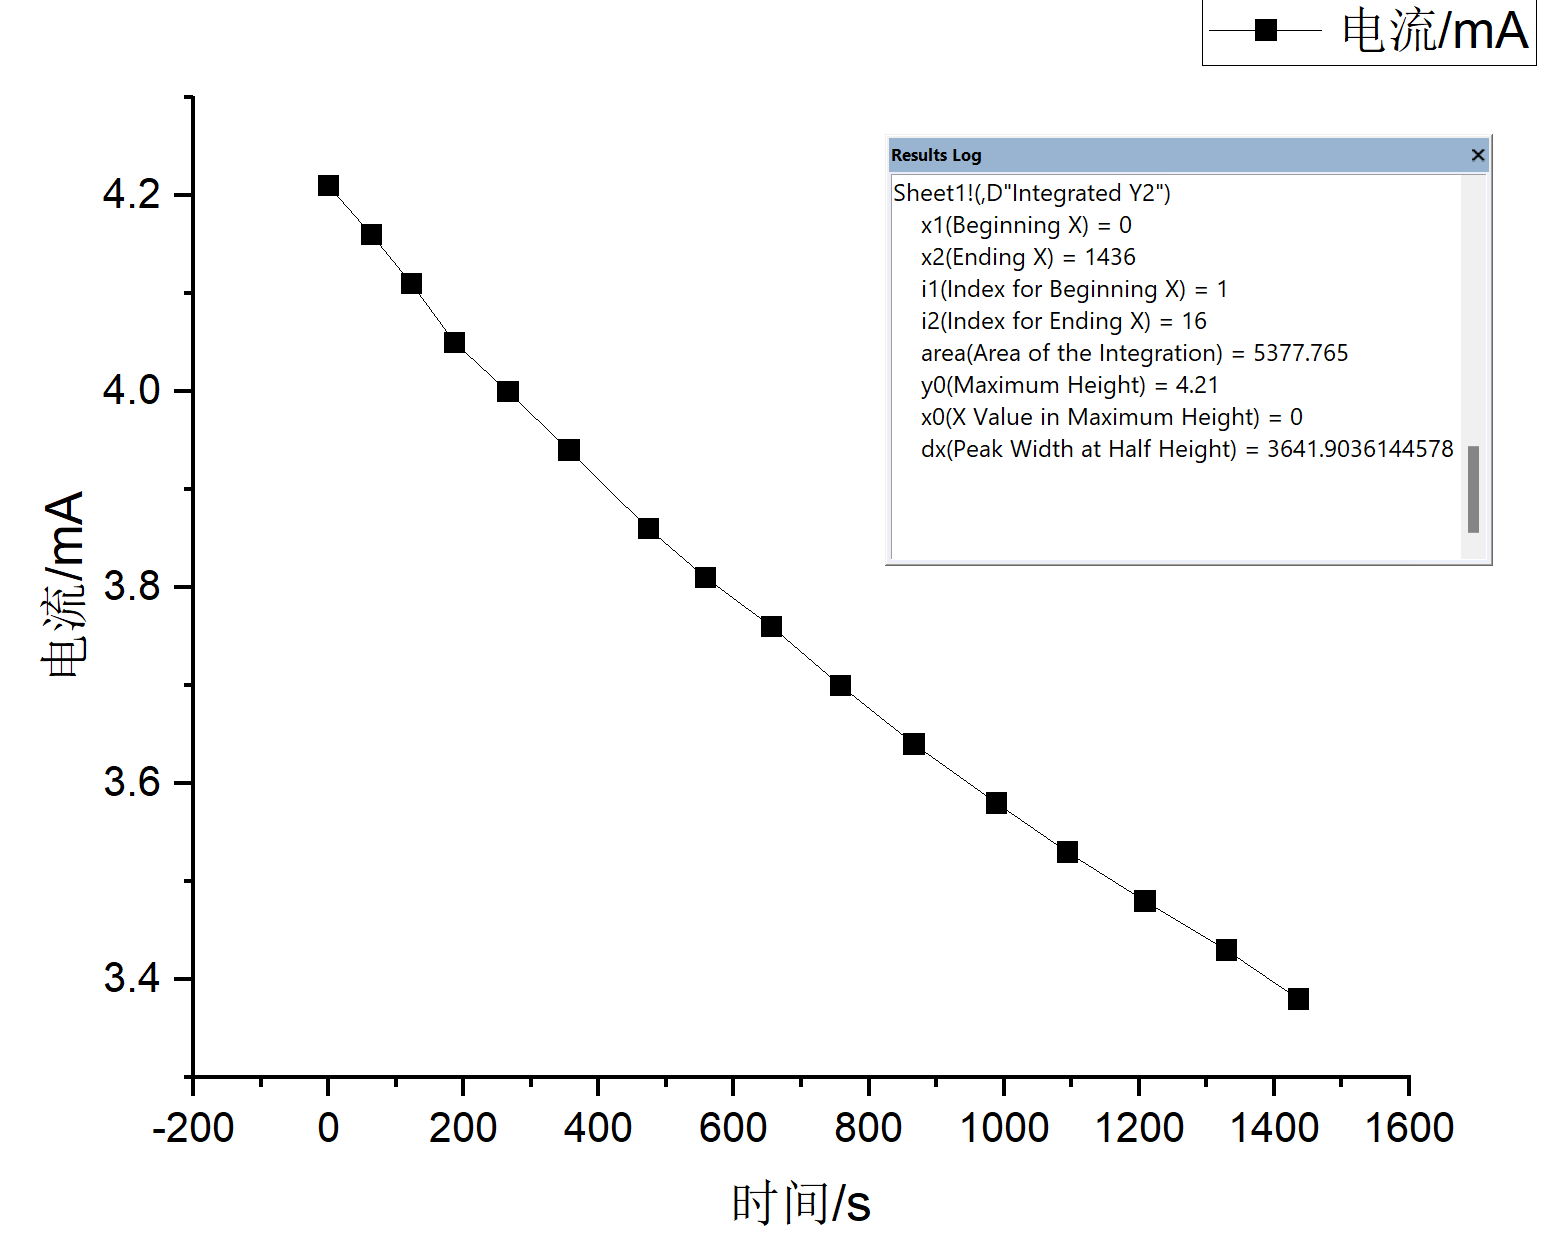 电流/mA
Results Log
Sheet1!(,D"Integrated Y2")
x1(Beginning X) = 0
x2(Ending X) = 1436
i1(Index for Beginning X) = 1
i2(Index for Ending X) = 16
area(Area of the Integration) = 5377.765
y0(Maximum Height) = 4.21
x0(X Value in Maximum Height) = 0
dx(Peak Width at Half Height) = 3641.9036144578
4.2
4.0
3.8
3.6
3.4
电流/mA
-200 0 200 400 600 800 1000 1200 1400 1600
时间/s